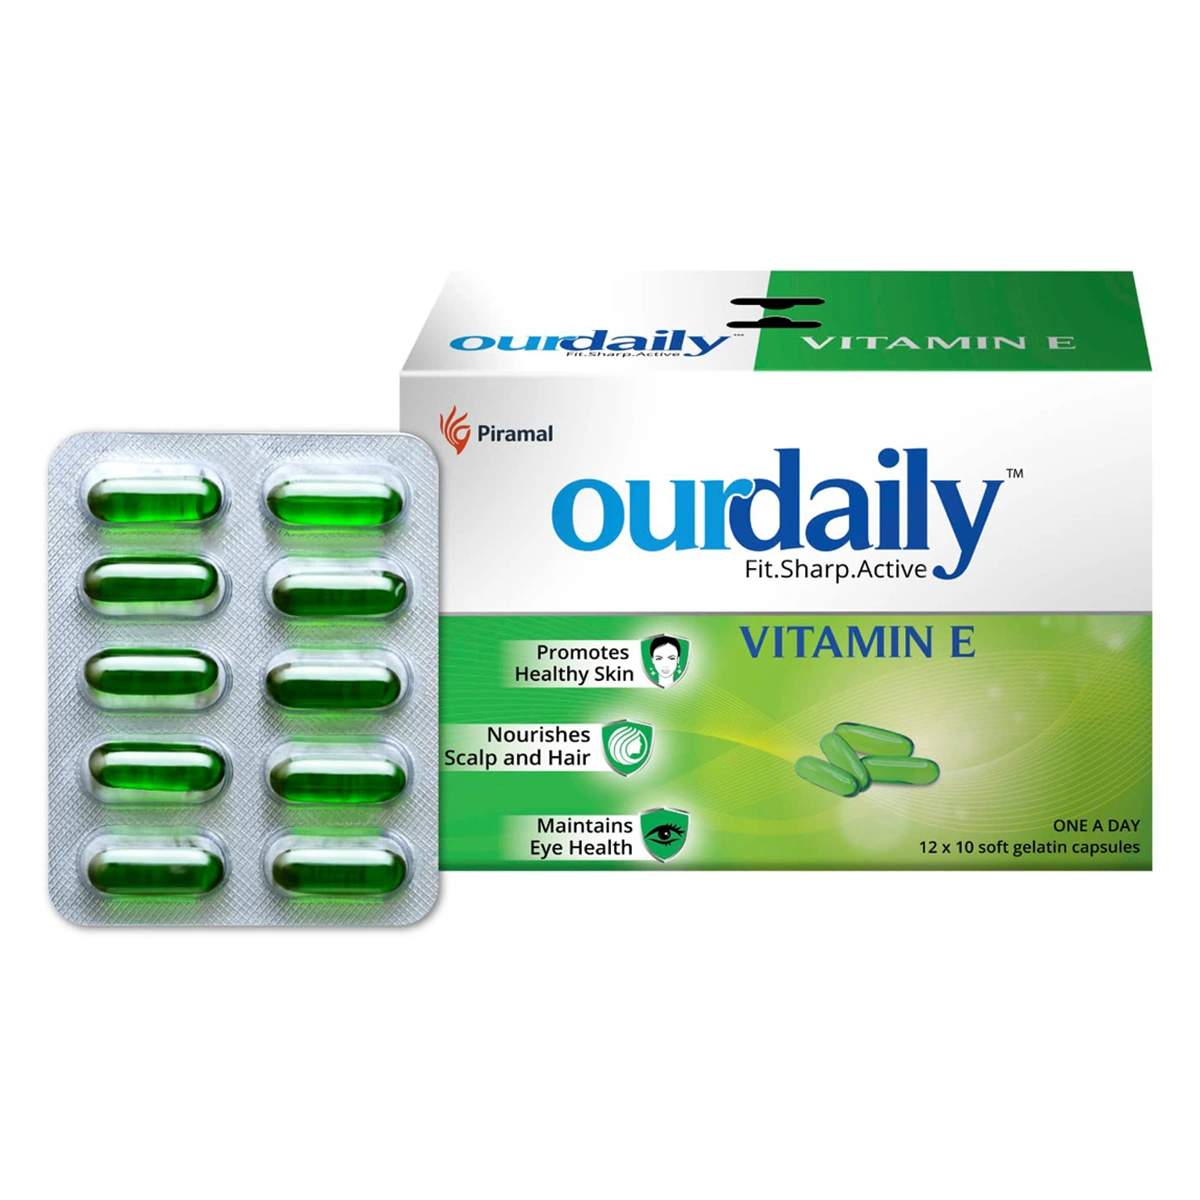 ourdaily™
Fit.Sharp.Active
VITAMIN E
Piramal
ourdaily™
Fit.Sharp.Active
VITAMIN E
Promotes
Healthy Skin
Nourishes
Scalp and Hair
Maintains
Eye Health
ONE A DAY
12 x 10 soft gelatin capsules